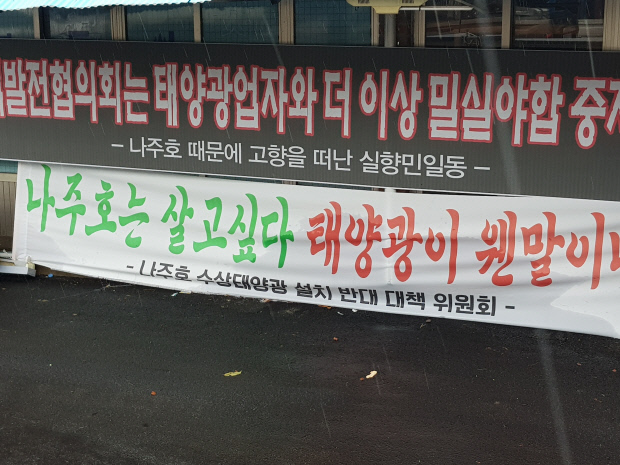 발전협의회는 태양광업자와 더 이상 밀실야합 중지
- 나주호 때문에 고향을 떠난 실향민일동 -
나주호는 살고싶다 태양광이 웬말이냐
- 나주호 수상태양광 설치 반대 대책 위원회 -